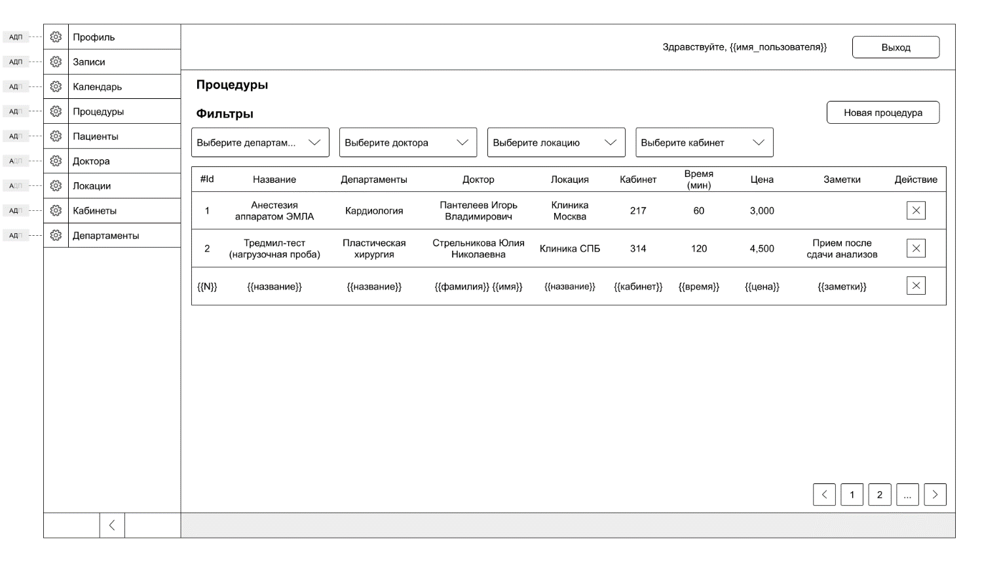 АДП Профиль
АДП Записи
АДП Календарь
АДП Процедуры
АДП Пациенты
АДП Доктора
АДП Локации
АДП Кабинеты
АДП Департаменты
Здравствуйте, {{имя_пользователя}} Выход
Процедуры
Фильтры
Новая процедура
Выберите департам... Выберите доктора Выберите локацию Выберите кабинет
#Id Название Департаменты Доктор Локация Кабинет Время (мин) Цена Заметки Действие
1 Анестезия аппаратом ЭМЛА Кардиология Пантелеев Игорь Владимирович Клиника Москва 217 60 3,000
2 Тредмил-тест (нагрузочная проба) Пластическая хирургия Стрельникова Юлия Николаевна Клиника СПБ 314 120 4,500 Прием после сдачи анализов
{{N}} {{название}} {{название}} {{фамилия}} {{имя}} {{название}} {{кабинет}} {{время}} {{цена}} {{заметки}}
1 2 ...